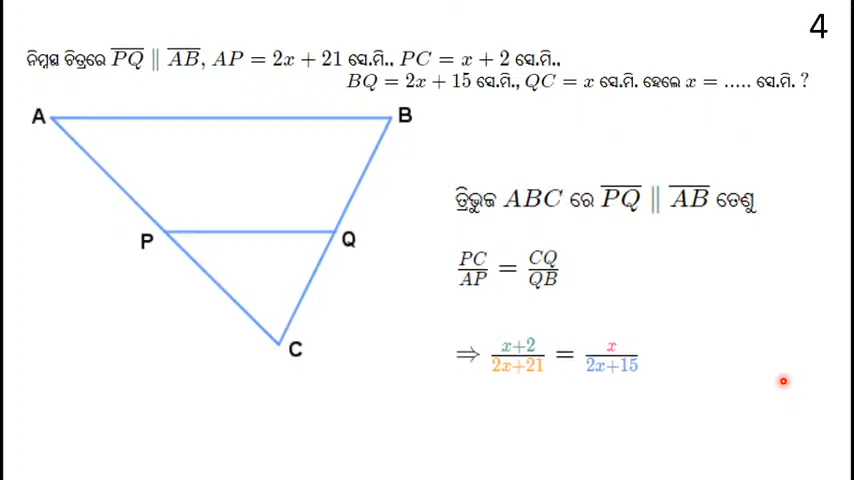 4
ନିମ୍ନସ୍ଥ ଚିତ୍ରରେ $\overline{PQ} \parallel \overline{AB}$, $AP = 2x + 21$ ସେ.ମି., $PC = x + 2$ ସେ.ମି.,
$BQ = 2x + 15$ ସେ.ମି., $QC = x$ ସେ.ମି. ହେଲେ $x = .....$ ସେ.ମି. ?
A B
ତ୍ରିଭୁଜ $ABC$ ରେ $\overline{PQ} \parallel \overline{AB}$ ତେଣୁ
P Q
$\frac{PC}{AP} = \frac{CQ}{QB}$
C
$\Rightarrow \frac{x+2}{2x+21} = \frac{x}{2x+15}$